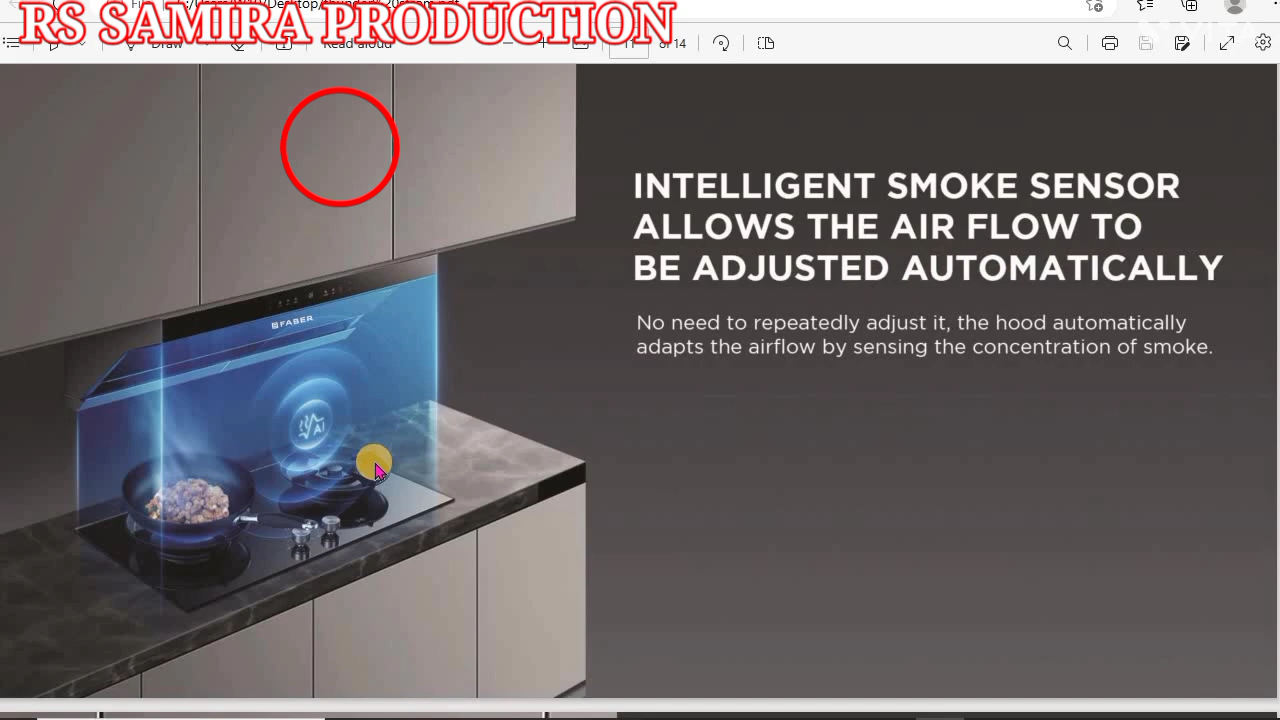 RS SAMIRA PRODUCTION
Draw
Read aloud
of 14
INTELLIGENT SMOKE SENSOR
ALLOWS THE AIR FLOW TO
BE ADJUSTED AUTOMATICALLY
No need to repeatedly adjust it, the hood automatically
adapts the airflow by sensing the concentration of smoke.
FABER
AI